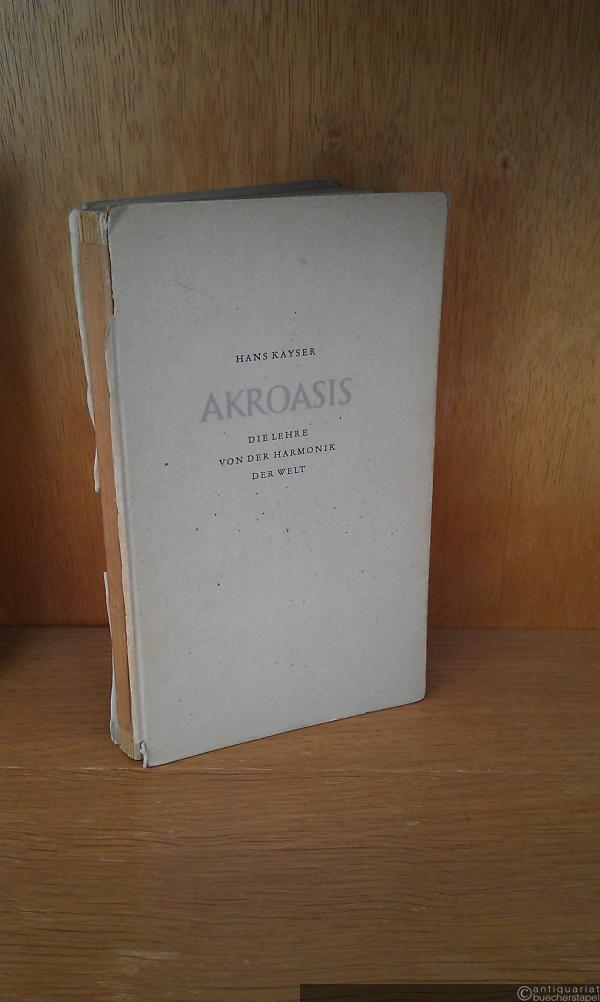 HANS KAYSER
AKROASIS
DIE LEHRE
VON DER HARMONIK
DER WELT
©antiquariat
buecherstapel